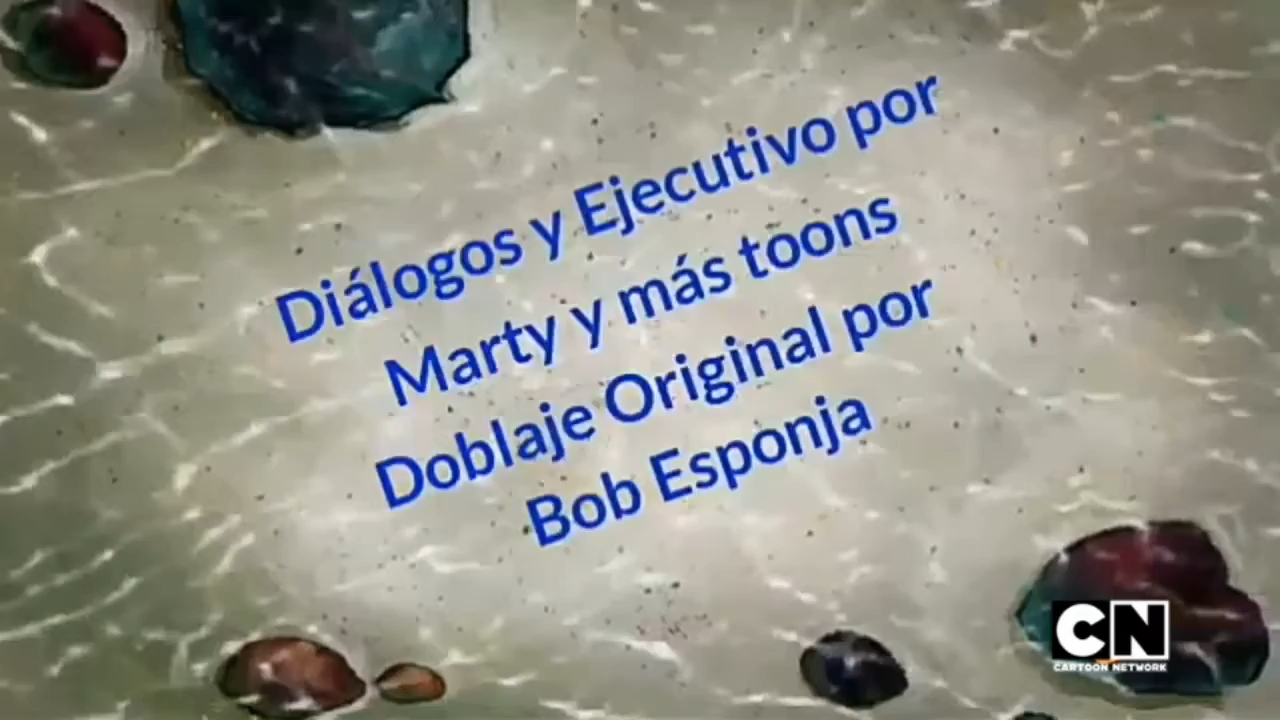 Diálogos y Ejecutivo por
Marty y más toons
Doblaje Original por
Bob Esponja
CN
CARTOON NETWORK